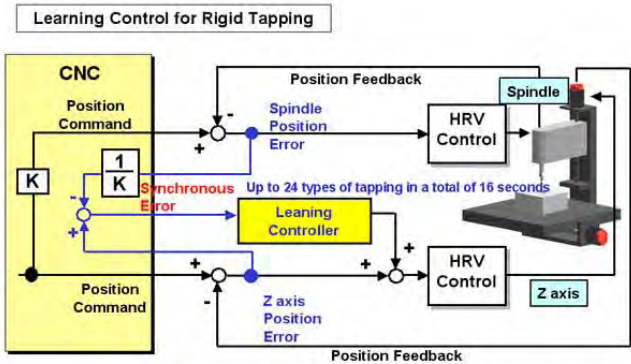 Learning Control for Rigid Tapping
CNC
Position Feedback
Spindle
Position
Command
-
+
Spindle
Position
Error
HRV
Control
K
1
K
-
+
Synchronous
Error
Up to 24 types of tapping in a total of 16 seconds
Leaning
Controller
+
+
HRV
Control
+
-
Position
Command
Z axis
Position
Error
Z axis
Position Feedback